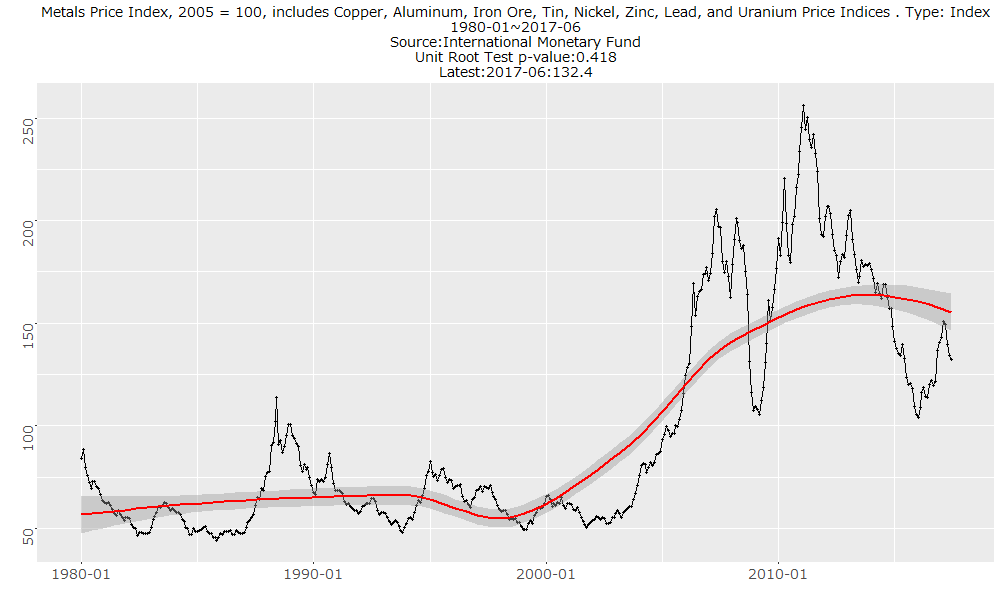 Metals Price Index, 2005 = 100, includes Copper, Aluminum, Iron Ore, Tin, Nickel, Zinc, Lead, and Uranium Price Indices . Type: Index
1980-01~2017-06
Source:International Monetary Fund
Unit Root Test p-value:0.418
Latest:2017-06:132.4
250
200
150
100
50
1980-01
1990-01
2000-01
2010-01